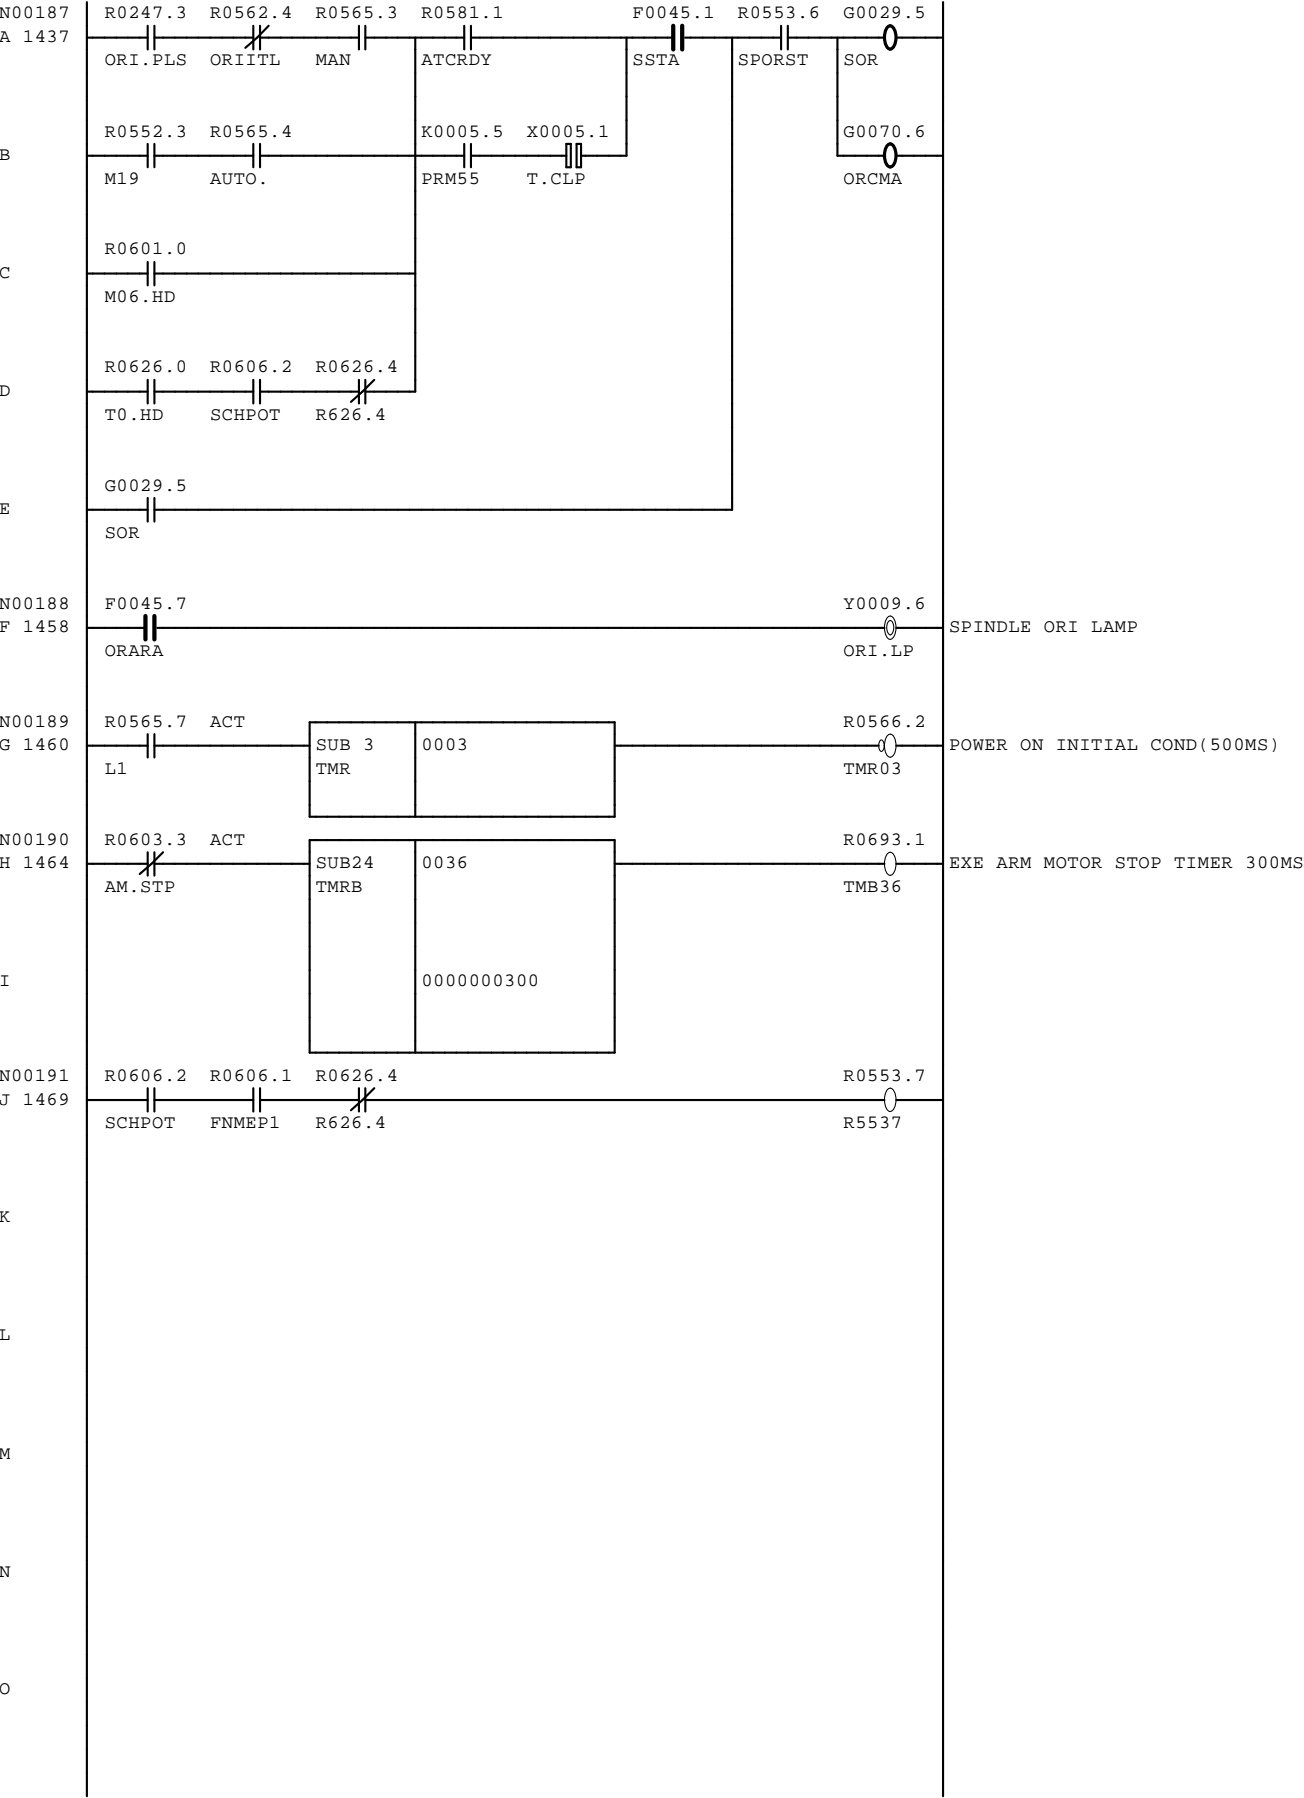 N00187 R0247.3 R0562.4 R0565.3 R0581.1 F0045.1 R0553.6 G0029.5
A 1437
ORI.PLS ORIITL MAN ATCRDY SSTA SPORST SOR
R0552.3 R0565.4 K0005.5 X0005.1 G0070.6
B
M19 AUTO. PRM55 T.CLP ORCMA
R0601.0
C
M06.HD
R0626.0 R0606.2 R0626.4
D
T0.HD SCHPOT R626.4
G0029.5
E
SOR
N00188 F0045.7 Y0009.6
F 1458 SPINDLE ORI LAMP
ORARA ORI.LP
N00189 R0565.7 ACT R0566.2
G 1460 SUB 3 0003 POWER ON INITIAL COND(500MS)
L1 TMR TMR03
N00190 R0603.3 ACT R0693.1
H 1464 SUB24 0036 EXE ARM MOTOR STOP TIMER 300MS
AM.STP TMRB TMB36
I 0000000300
N00191 R0606.2 R0606.1 R0626.4 R0553.7
J 1469
SCHPOT FNMEP1 R626.4 R5537
K
L
M
N
O